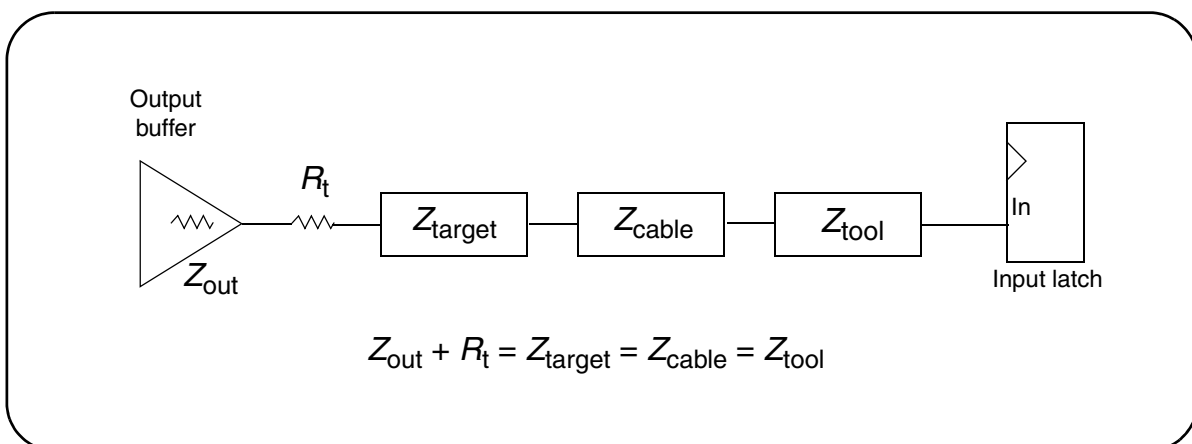 Output
buffer
R_t
Z_out
Z_target
Z_cable
Z_tool
In
Input latch
Z_out + R_t = Z_target = Z_cable = Z_tool